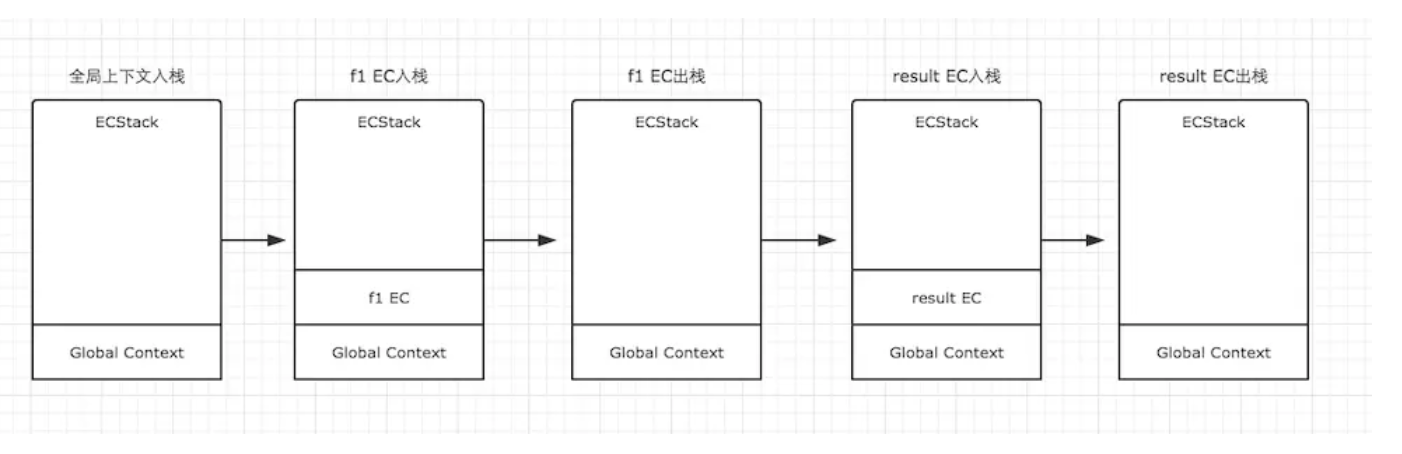 全局上下文入栈
f1 EC入栈
f1 EC出栈
result EC入栈
result EC出栈
ECStack
ECStack
ECStack
ECStack
ECStack
f1 EC
result EC
Global Context
Global Context
Global Context
Global Context
Global Context